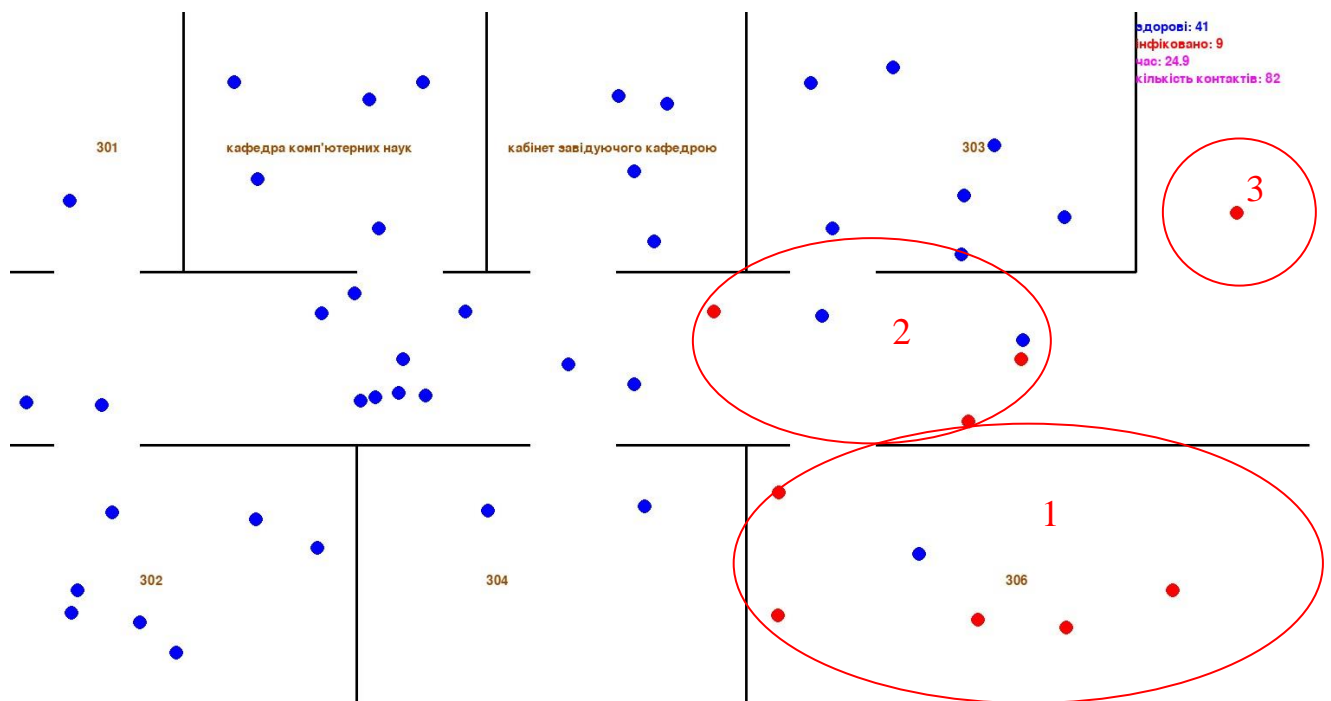 здорові: 41
інфіковано: 9
час: 24.9
кількість контактів: 82
301
кафедра комп'ютерних наук
кабінет завідуючого кафедрою
303
3
2
1
302
304
306